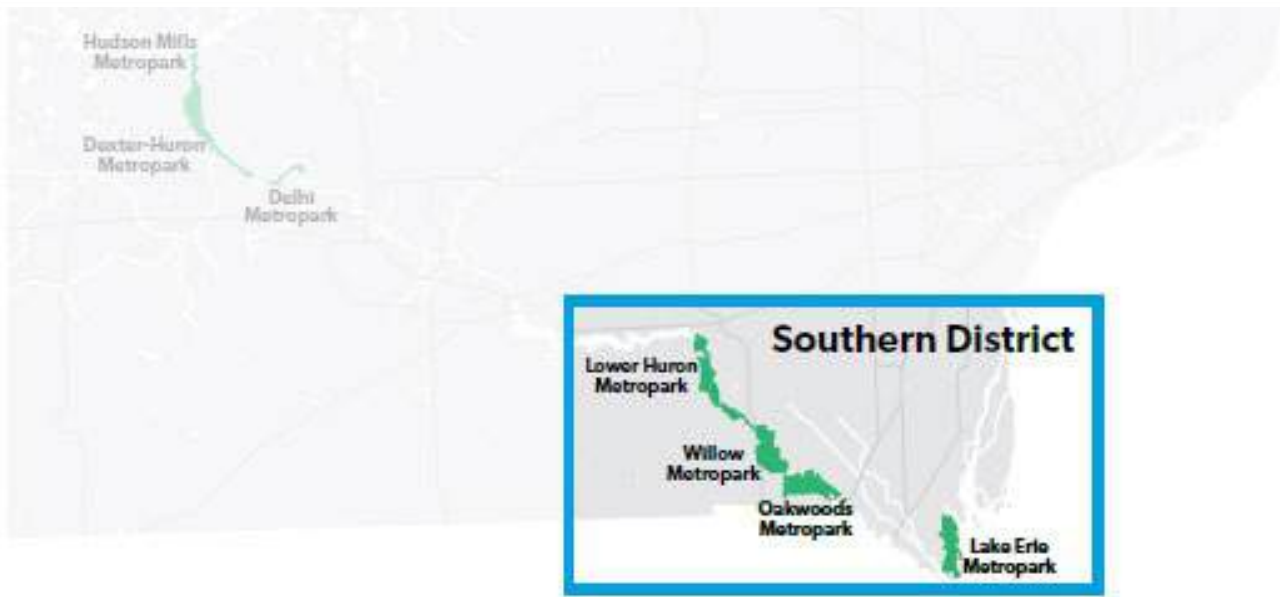 Hudson Mills
Metropark
Dexter-Huron
Metropark
Delhi
Metropark
Southern District
Lower Huron
Metropark
Willow
Metropark
Oakwoods
Metropark
Lake Erie
Metropark